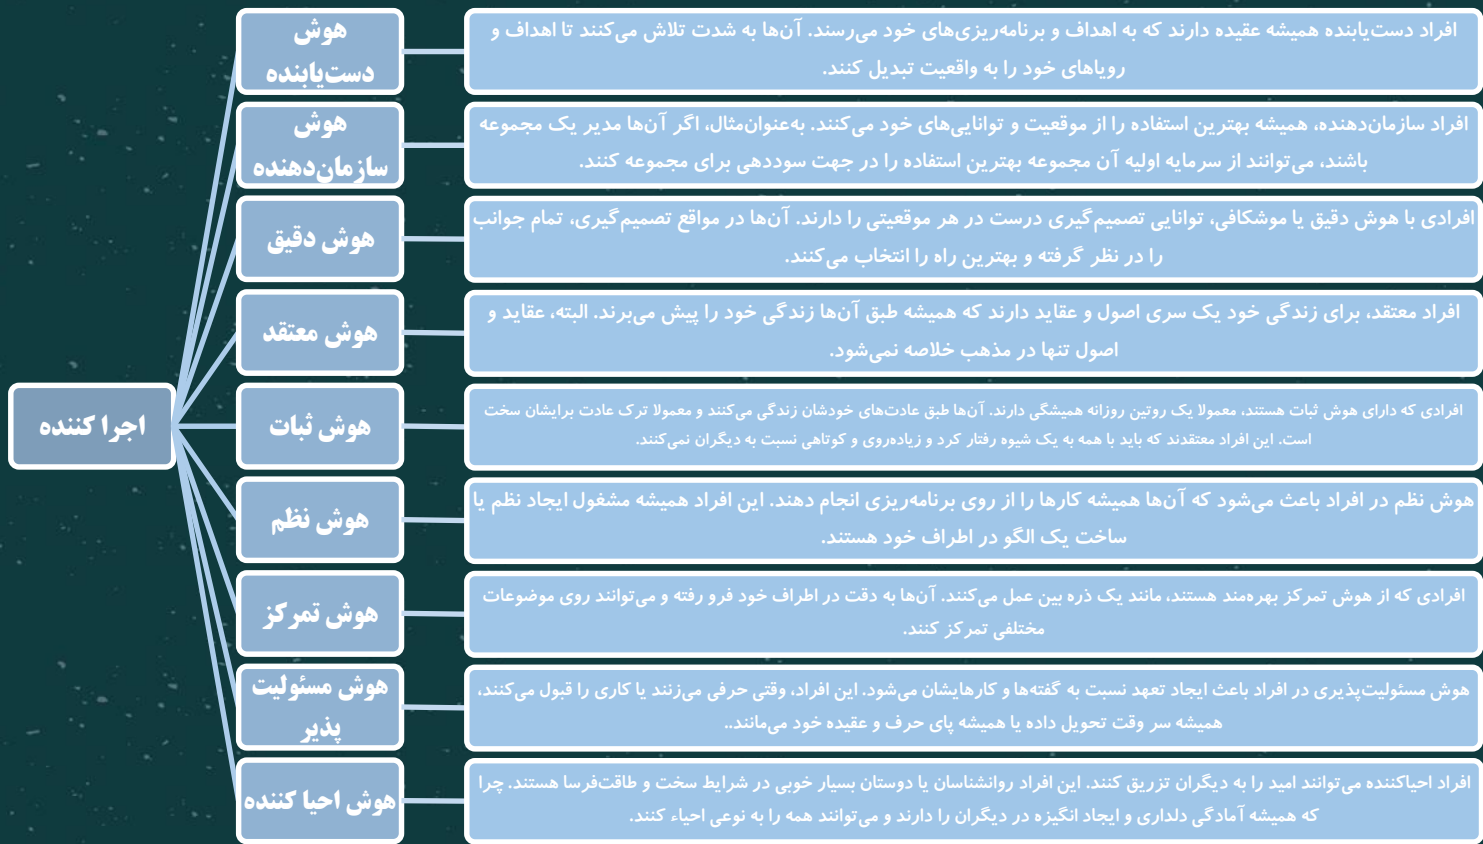 اجرا کننده
هوش
دست‌یابنده
افراد دست‌یابنده همیشه عقیده دارند که به اهداف و برنامه‌ریزی‌های خود می‌رسند. آن‌ها به شدت تلاش می‌کنند تا اهداف و
رویاهای خود را به واقعیت تبدیل کنند.
هوش
سازمان‌دهنده
افراد سازمان‌دهنده، همیشه بهترین استفاده را از موقعیت و توانایی‌های خود می‌کنند. به‌عنوان‌مثال، اگر آن‌ها مدیر یک مجموعه
باشند، می‌توانند از سرمایه اولیه آن مجموعه بهترین استفاده را در جهت سوددهی برای مجموعه کنند.
هوش دقیق
افرادی با هوش دقیق یا موشکافی، توانایی تصمیم‌گیری درست در هر موقعیتی را دارند. آن‌ها در مواقع تصمیم‌گیری، تمام جوانب
را در نظر گرفته و بهترین راه را انتخاب می‌کنند.
هوش معتقد
افراد معتقد، برای زندگی خود یک سری اصول و عقاید دارند که همیشه طبق آن‌ها زندگی خود را پیش می‌برند. البته، عقاید و
اصول تنها در مذهب خلاصه نمی‌شود.
هوش ثبات
افرادی که دارای هوش ثبات هستند، معمولا یک روتین روزانه همیشگی دارند. آن‌ها طبق عادت‌های خودشان زندگی می‌کنند و معمولا ترک عادت برایشان سخت
است. این افراد معتقدند که باید با همه به یک شیوه رفتار کرد و زیاده‌روی و کوتاهی نسبت به دیگران نمی‌کنند.
هوش نظم
هوش نظم در افراد باعث می‌شود که آن‌ها همیشه کارها را از روی برنامه‌ریزی انجام دهند. این افراد همیشه مشغول ایجاد نظم یا
ساخت یک الگو در اطراف خود هستند.
هوش تمرکز
افرادی که از هوش تمرکز بهره‌مند هستند، مانند یک ذره بین عمل می‌کنند. آن‌ها به دقت در اطراف خود فرو رفته و می‌توانند روی موضوعات
مختلفی تمرکز کنند.
هوش مسئولیت
پذیر
هوش مسئولیت‌پذیری در افراد باعث ایجاد تعهد نسبت به گفته‌ها و کارهایشان می‌شود. این افراد، وقتی حرفی می‌زنند یا کاری را قبول می‌کنند،
همیشه سر وقت تحویل داده یا همیشه پای حرف و عقیده خود می‌مانند..
هوش احیا کننده
افراد احیاکننده می‌توانند امید را به دیگران تزریق کنند. این افراد روانشناسان یا دوستان بسیار خوبی در شرایط سخت و طاقت‌فرسا هستند. چرا
که همیشه آمادگی دلداری و ایجاد انگیزه در دیگران را دارند و می‌توانند همه را به نوعی احیاء کنند.